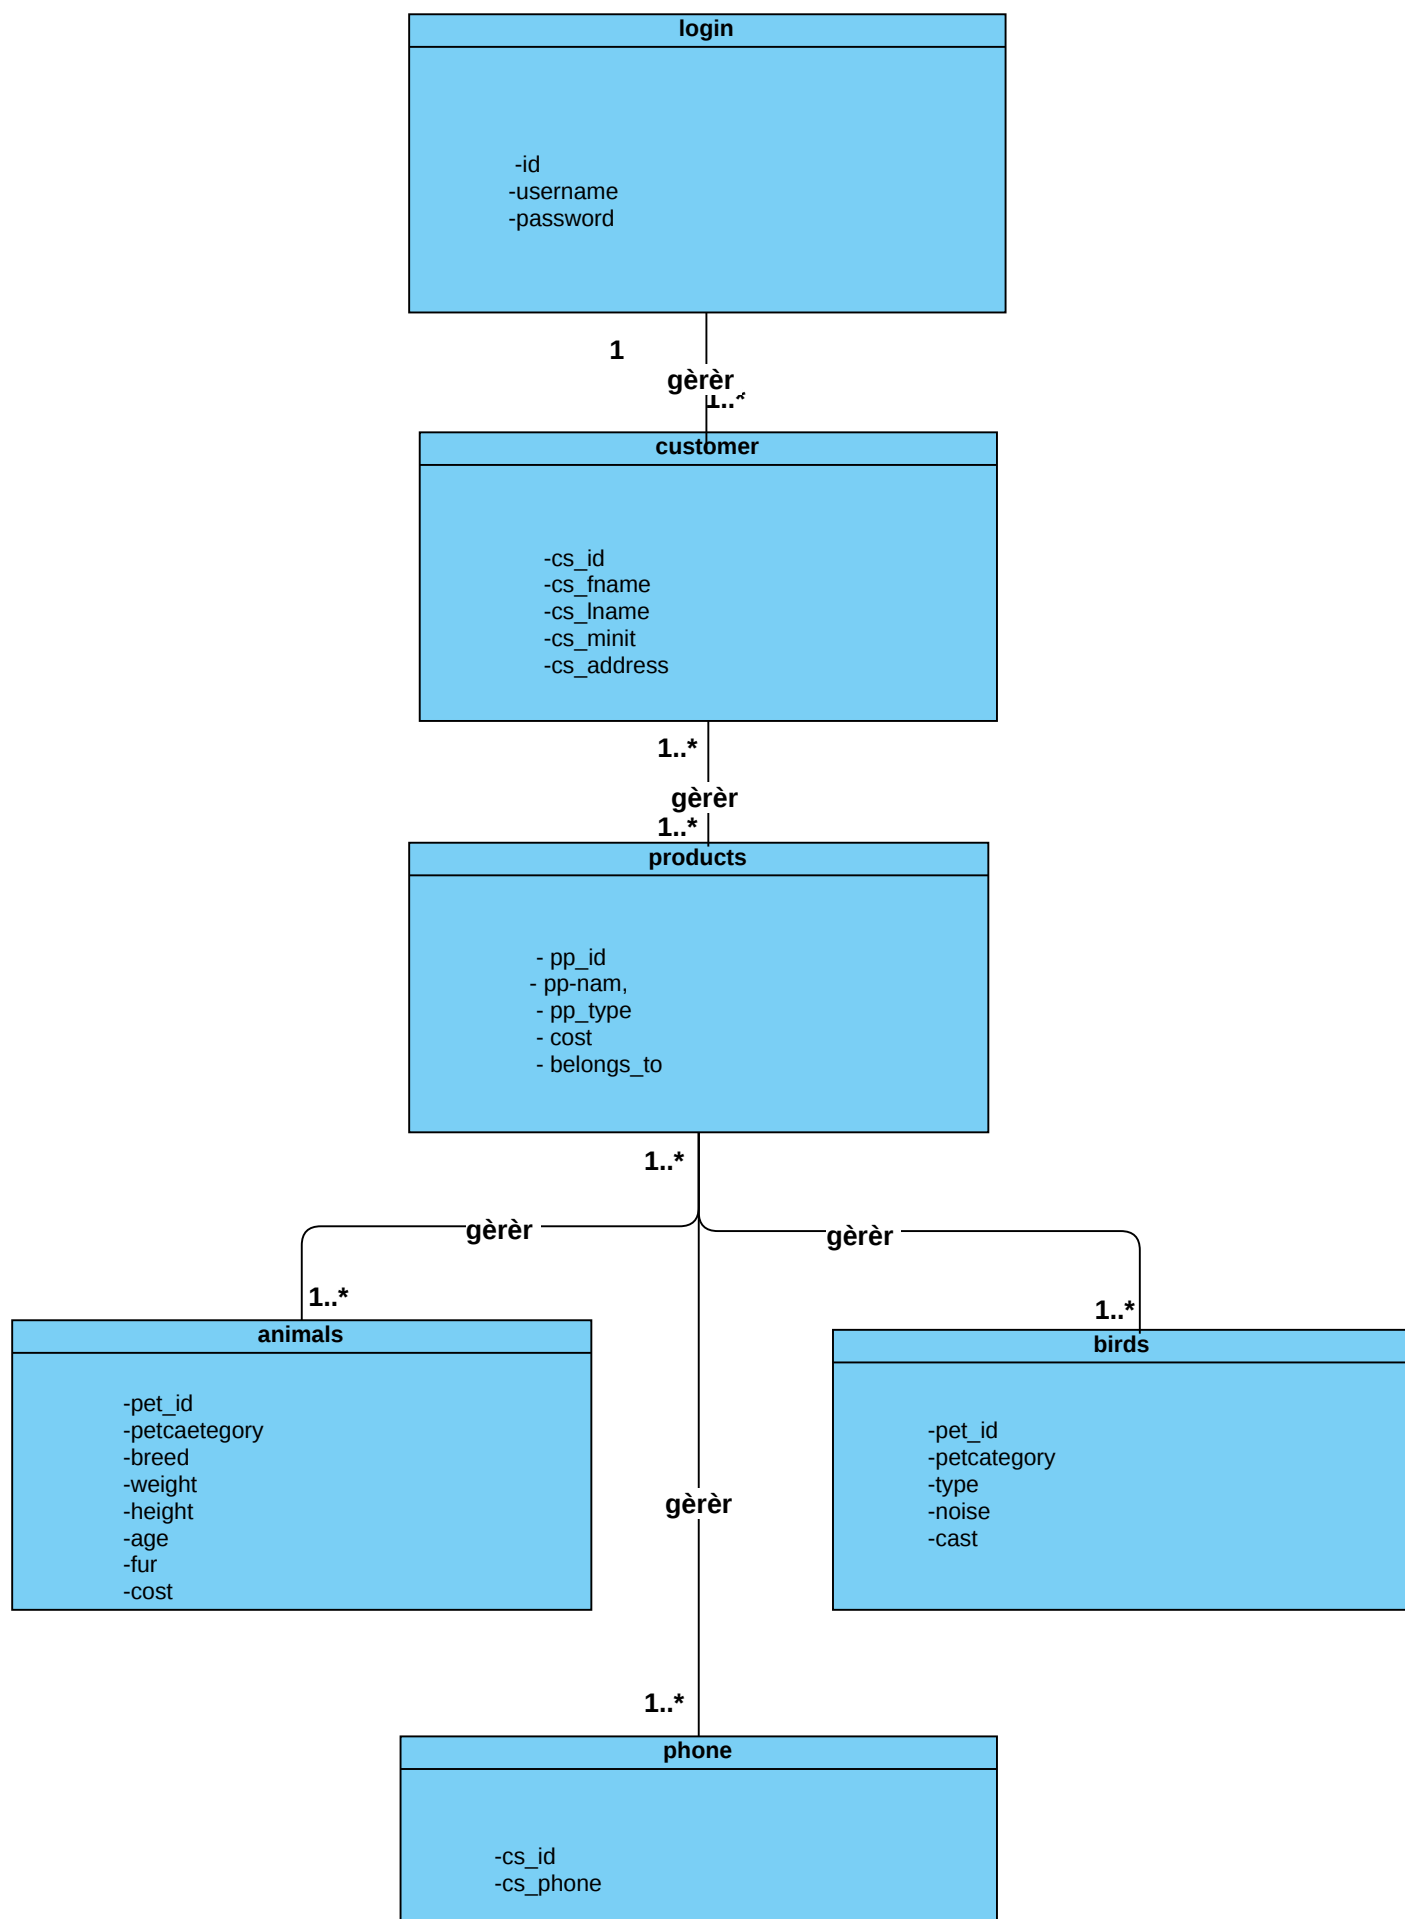 login
-id
-username
-password
1
gèrèr
1..*
customer
-cs_id
-cs_fname
-cs_lname
-cs_minit
-cs_address
1..*
gèrèr
1..*
products
- pp_id
- pp-nam,
- pp_type
- cost
- belongs_to
1..*
gèrèr
gèrèr
1..*
1..*
animals
-pet_id
-petcaetegory
-breed
-weight
-height
-age
-fur
-cost
birds
-pet_id
-petcategory
-type
-noise
-cast
gèrèr
1..*
phone
-cs_id
-cs_phone